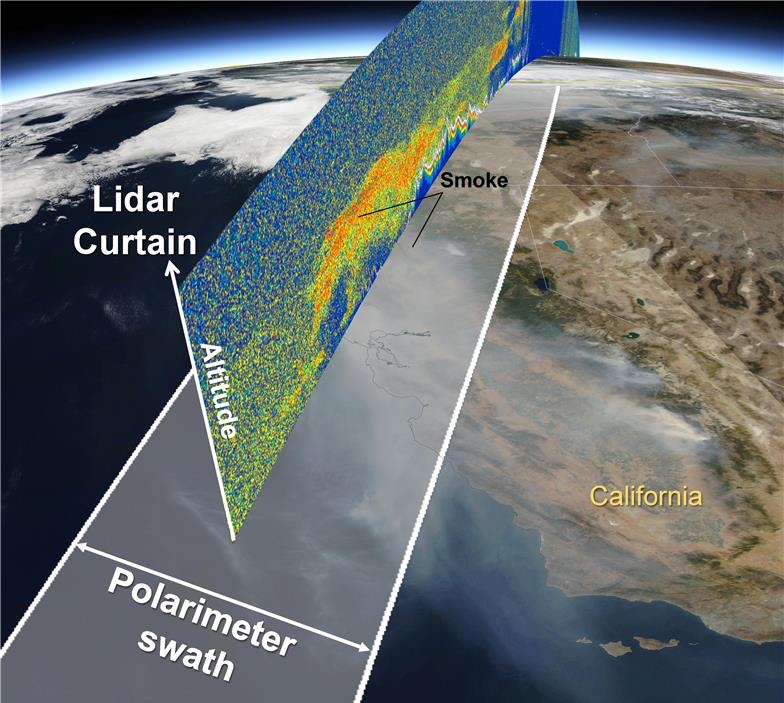 Lidar
Curtain
Smoke
Altitude
California
Polarimeter
swath